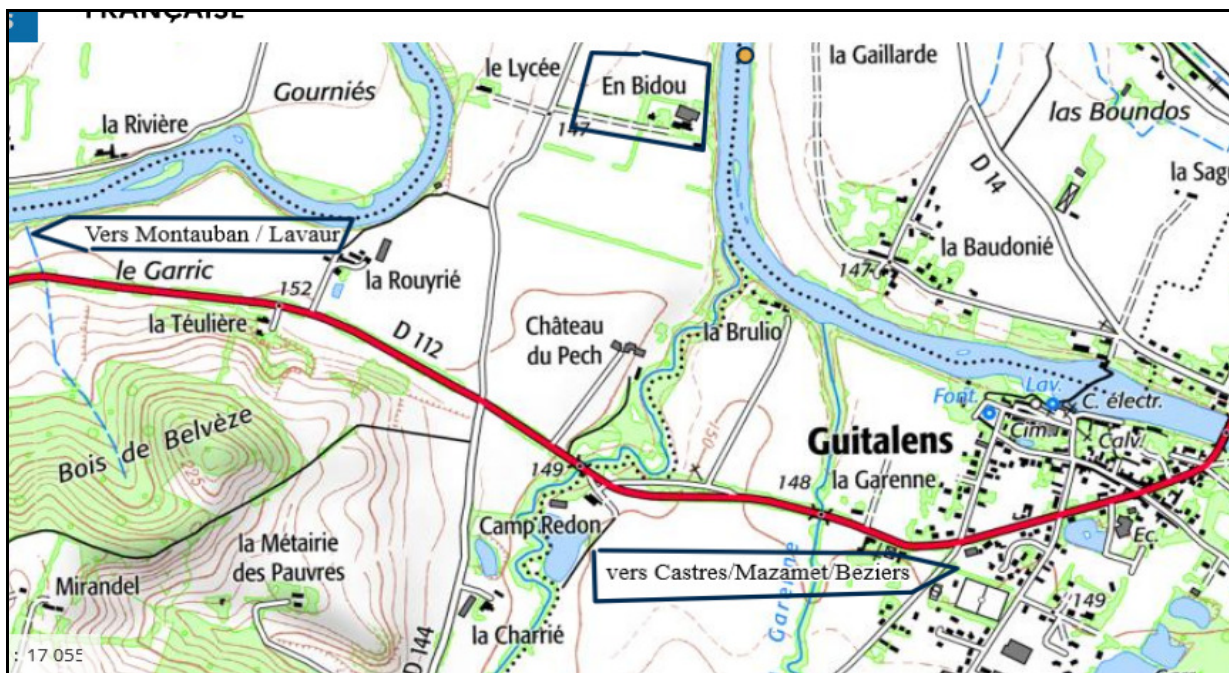 FRANÇAISE
le Lycée
En Bidou
la Gaillarde
Gourniés
las Boundos
la Rivière
147
D 14
la Sag
Vers Montauban / Lavaur
la Baudonié
le Garric
la Rouyrié
147
152
la Téulière
D 112
Château
du Pech
la Brulio
Font.
Lav.
C. électr.
Bois de Belvèze
225
150
Guitalens
Cim.
Calv.
149
148
la Garenne
Camp Redon
Ec.
la Métairie
des Pauvres
vers Castres/Mazamet/Beziers
Mirandel
Garenne
149
la Charrié
D 144
: 17 055